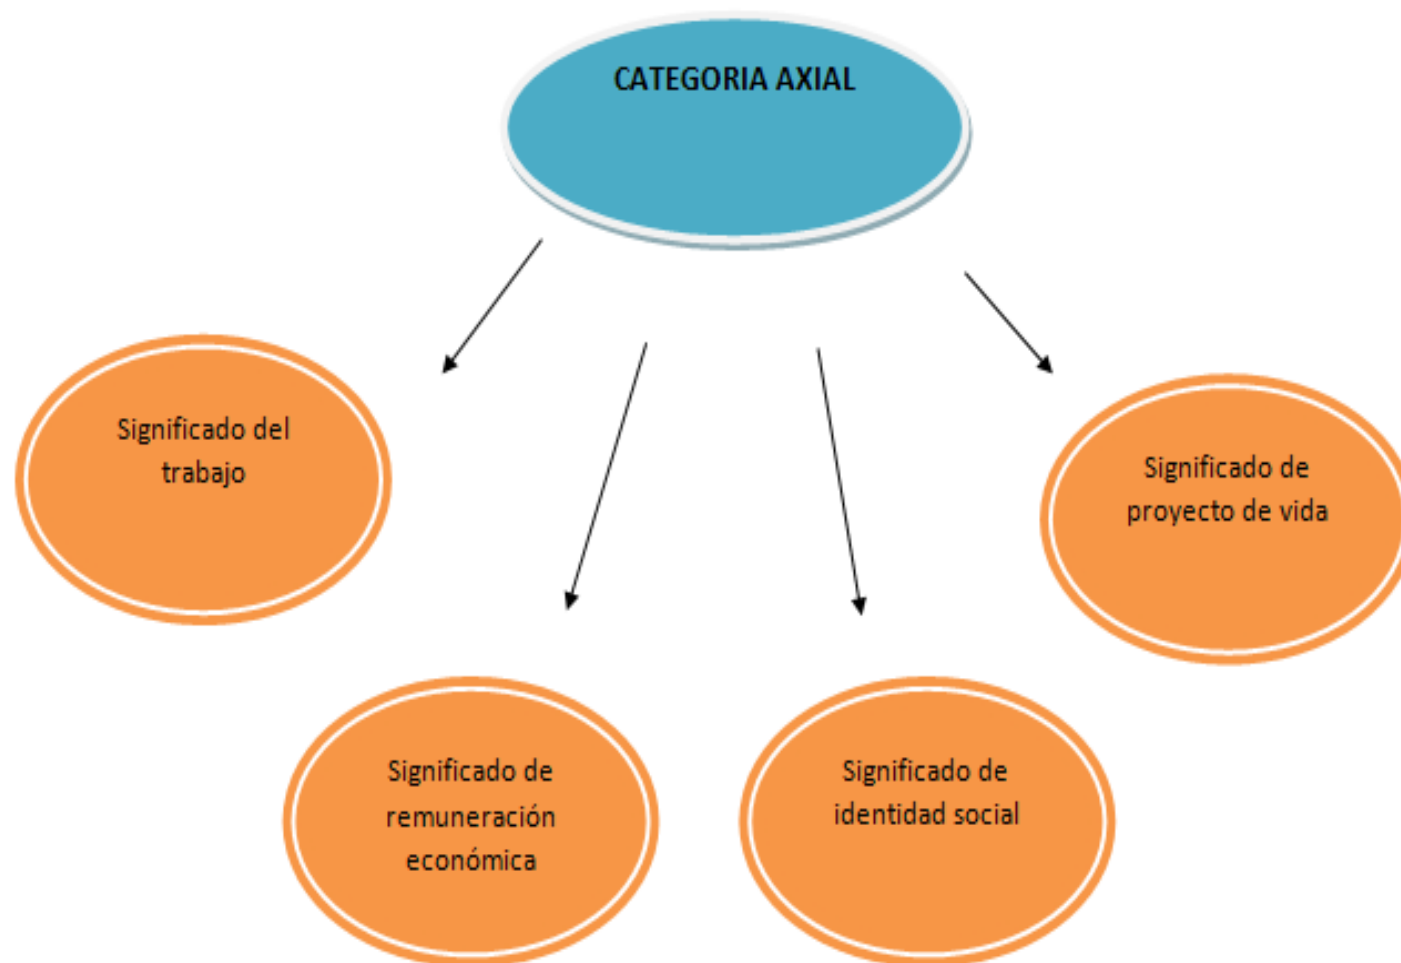 CATEGORIA AXIAL
Significado del
trabajo
Significado de
remuneración
económica
Significado de
identidad social
Significado de
proyecto de vida